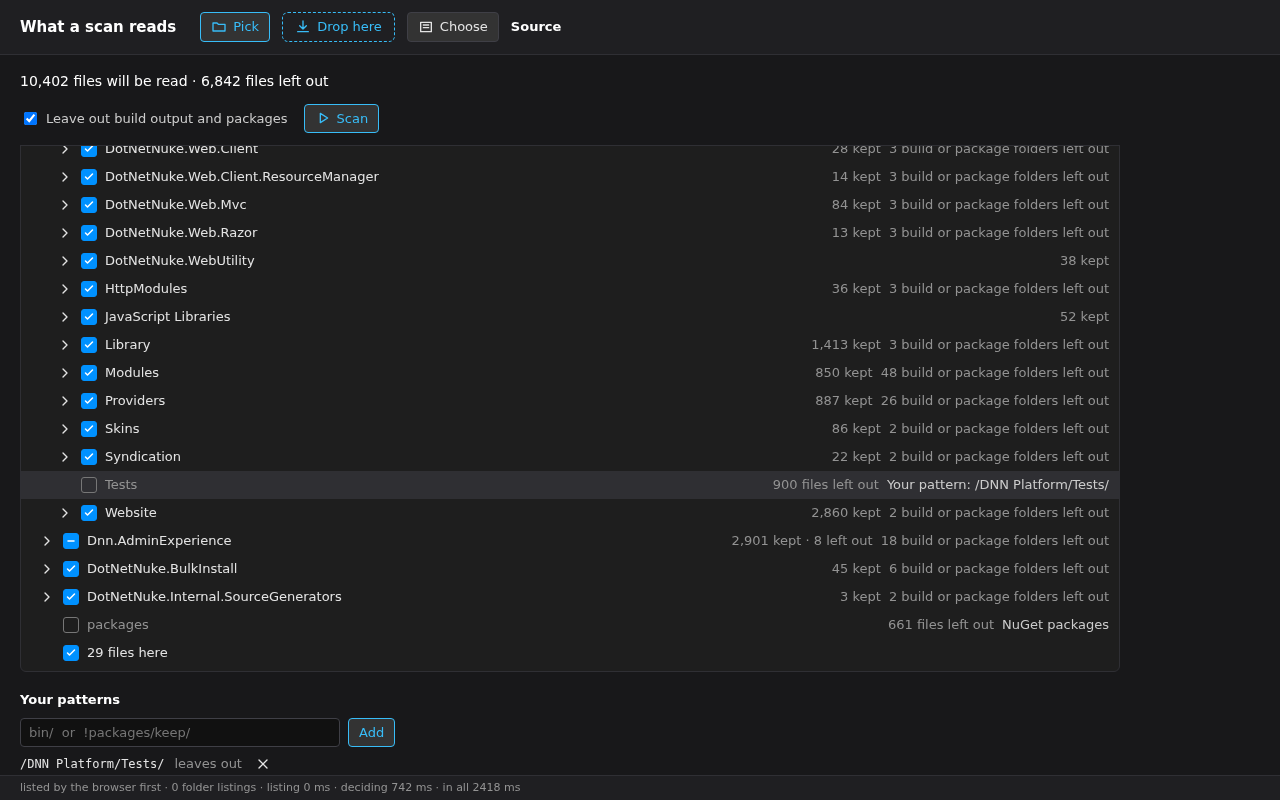 What a scan reads Pick Drop here Choose Source
10,402 files will be read · 6,842 files left out
Leave out build output and packages Scan
DotNetNuke.Web.Client 28 kept 3 build or package folders left out
DotNetNuke.Web.Client.ResourceManager 14 kept 3 build or package folders left out
DotNetNuke.Web.Mvc 84 kept 3 build or package folders left out
DotNetNuke.Web.Razor 13 kept 3 build or package folders left out
DotNetNuke.WebUtility 38 kept
HttpModules 36 kept 3 build or package folders left out
JavaScript Libraries 52 kept
Library 1,413 kept 3 build or package folders left out
Modules 850 kept 48 build or package folders left out
Providers 887 kept 26 build or package folders left out
Skins 86 kept 2 build or package folders left out
Syndication 22 kept 2 build or package folders left out
Tests 900 files left out Your pattern: /DNN Platform/Tests/
Website 2,860 kept 2 build or package folders left out
Dnn.AdminExperience 2,901 kept · 8 left out 18 build or package folders left out
DotNetNuke.BulkInstall 45 kept 6 build or package folders left out
DotNetNuke.Internal.SourceGenerators 3 kept 2 build or package folders left out
packages 661 files left out NuGet packages
29 files here
Your patterns
bin/ or !packages/keep/ Add
/DNN Platform/Tests/ leaves out
listed by the browser first · 0 folder listings · listing 0 ms · deciding 742 ms · in all 2418 ms